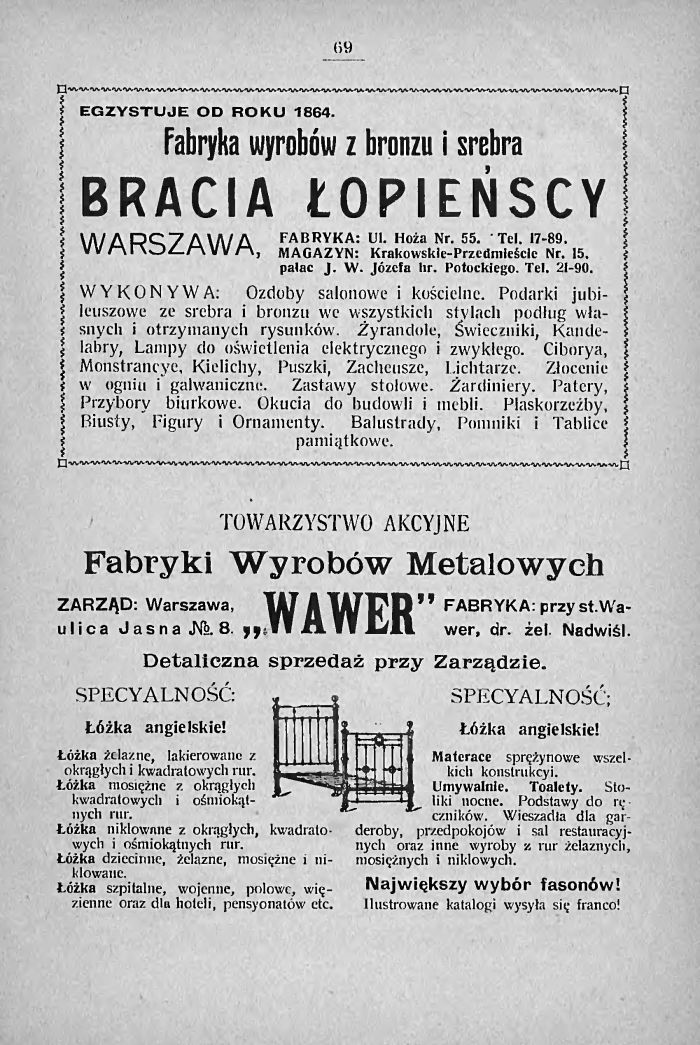 69
EGZYSTUJE OD ROKU 1864.
Fabryka wyrobów z bronzu i srebra
BRACIA ŁOPIEŃSCY
WARSZAWA,
FABRYKA: Ul. Hoża Nr. 55. Tel. 17-89.
MAGAZYN: Krakowskie-Przedmieście Nr. 15.
pałac J. W. Józefa hr. Potockiego. Tel. 21-90.
WYKONYWA: Ozdoby salonowe i kościelne. Podarki jubi-
leuszowe ze srebra i bronzu we wszystkich stylach podług wła-
snych i otrzymanych rysunków. Żyrandole, Świeczniki, Kande-
labry, Lampy do oświetlenia elektrycznego i zwykłego. Ciborya,
Monstrancye, Kielichy, Puszki, Zacheusze, Lichtarze. Złocenie
w ogniu i galwaniczne. Zastawy stołowe. Żardiniery. Patery,
Przybory biurkowe. Okucia do budowli i mebli. Płaskorzeźby,
Biusty, Figury i Ornamenty. Balustrady, Pomniki i Tablice
pamiątkowe.
TOWARZYSTWO AKCYJNE
Fabryki Wyrobów Metalowych
ZARZĄD: Warszawa,
ulica Jasna №. 8.
„WAWER”
FABRYKA: przy st. Wa-
wer, dr. żel. Nadwiśl.
Detaliczna sprzedaż przy Zarządzie.
SPECYALNOŚĆ:
Łóżka angielskie!
Łóżka żelazne, lakierowane z
okrągłych i kwadratowych rur.
Łóżka mosiężne z okrągłych
kwadratowych i ośmiokąt-
nych rur.
Łóżka niklowane z okrągłych, kwadrato-
wych i ośmiokątnych rur.
Łóżka dziecinne, żelazne, mosiężne i ni-
klowane.
Łóżka szpitalne, wojenne, polowe, wię-
zienne oraz dla hoteli, pensyonatów etc.
SPECYALNOŚĆ;
Łóżka angielskie!
Materace sprężynowe wszel-
kich konstrukcyi.
Umywalnie. Toalety. Sto-
liki nocne. Podstawy do rę-
czników. Wieszadła dla gar-
deroby, przedpokojów i sal restauracyj-
nych oraz inne wyroby z rur żelaznych,
mosiężnych i niklowych.
Największy wybór fasonów!
Ilustrowane katalogi wysyła się franco!